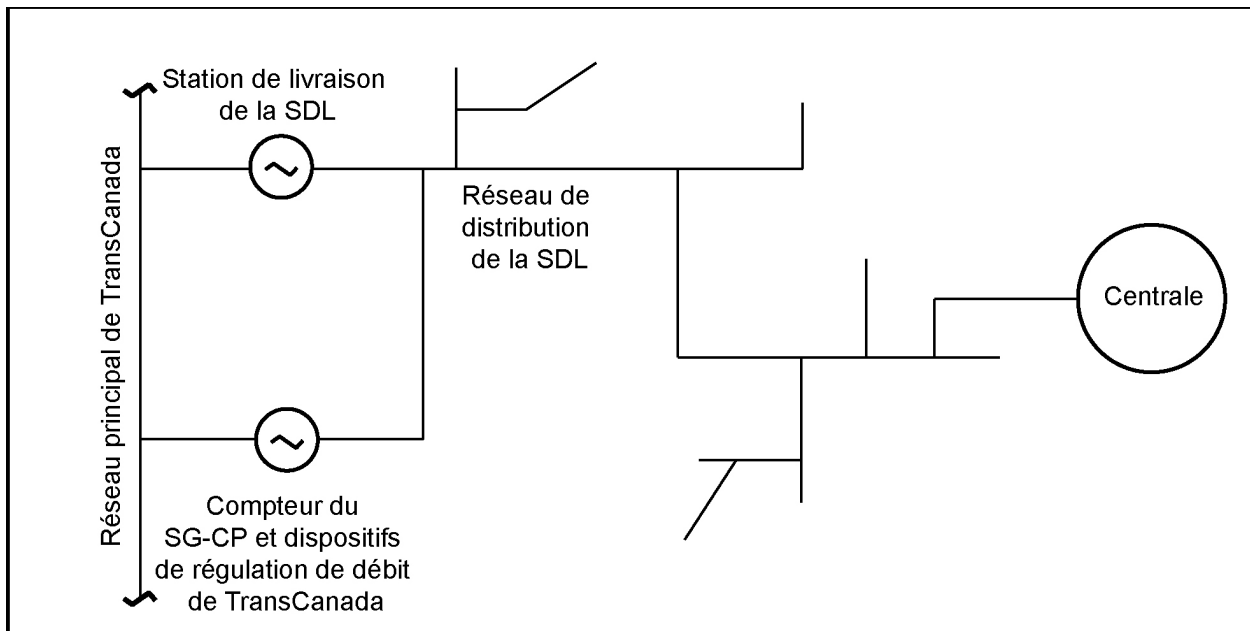 Station de livraison
de la SDL
Réseau principal de TransCanada
Réseau de
distribution
de la SDL
Centrale
Compteur du
SG-CP et dispositifs
de régulation de débit
de TransCanada